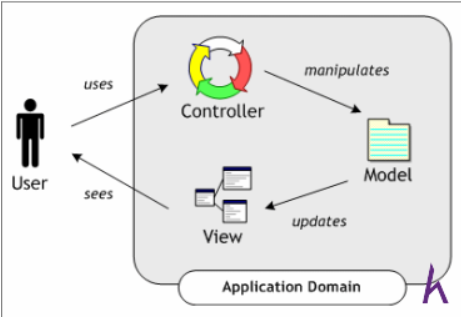 uses
Controller
manipulates
User
Model
sees
View
updates
Application Domain